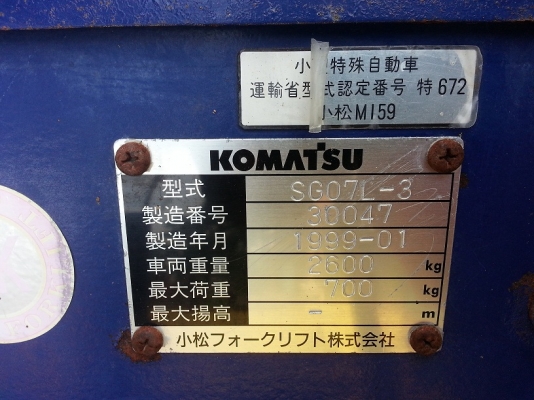 小 特殊自動車
運輸省型式認定番号 特672
小松M159
KOMATSU
型式 SG07L-3
製造番号 30047
製造年月 1999-01
車両重量 2600 kg
最大荷重 700 kg
最大揚高 - m
小松フォークリフト株式会社